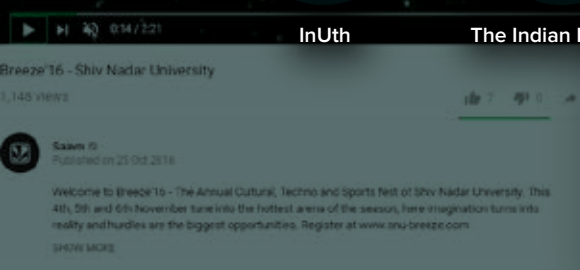 0:14 / 2:21
InUth
The Indian
Breeze'16 - Shiv Nadar University
1,148 views
7
0
Saavn
Published on 25 Oct 2016
Welcome to Breeze'16 - The Annual Cultural, Techno and Sports fest of Shiv Nadar University. This
4th, 5th and 6th November tune into the hottest arena of the season, here imagination turns into
reality and hurdles are the biggest opportunities. Register at www.snu-breeze.com
SHOW MORE